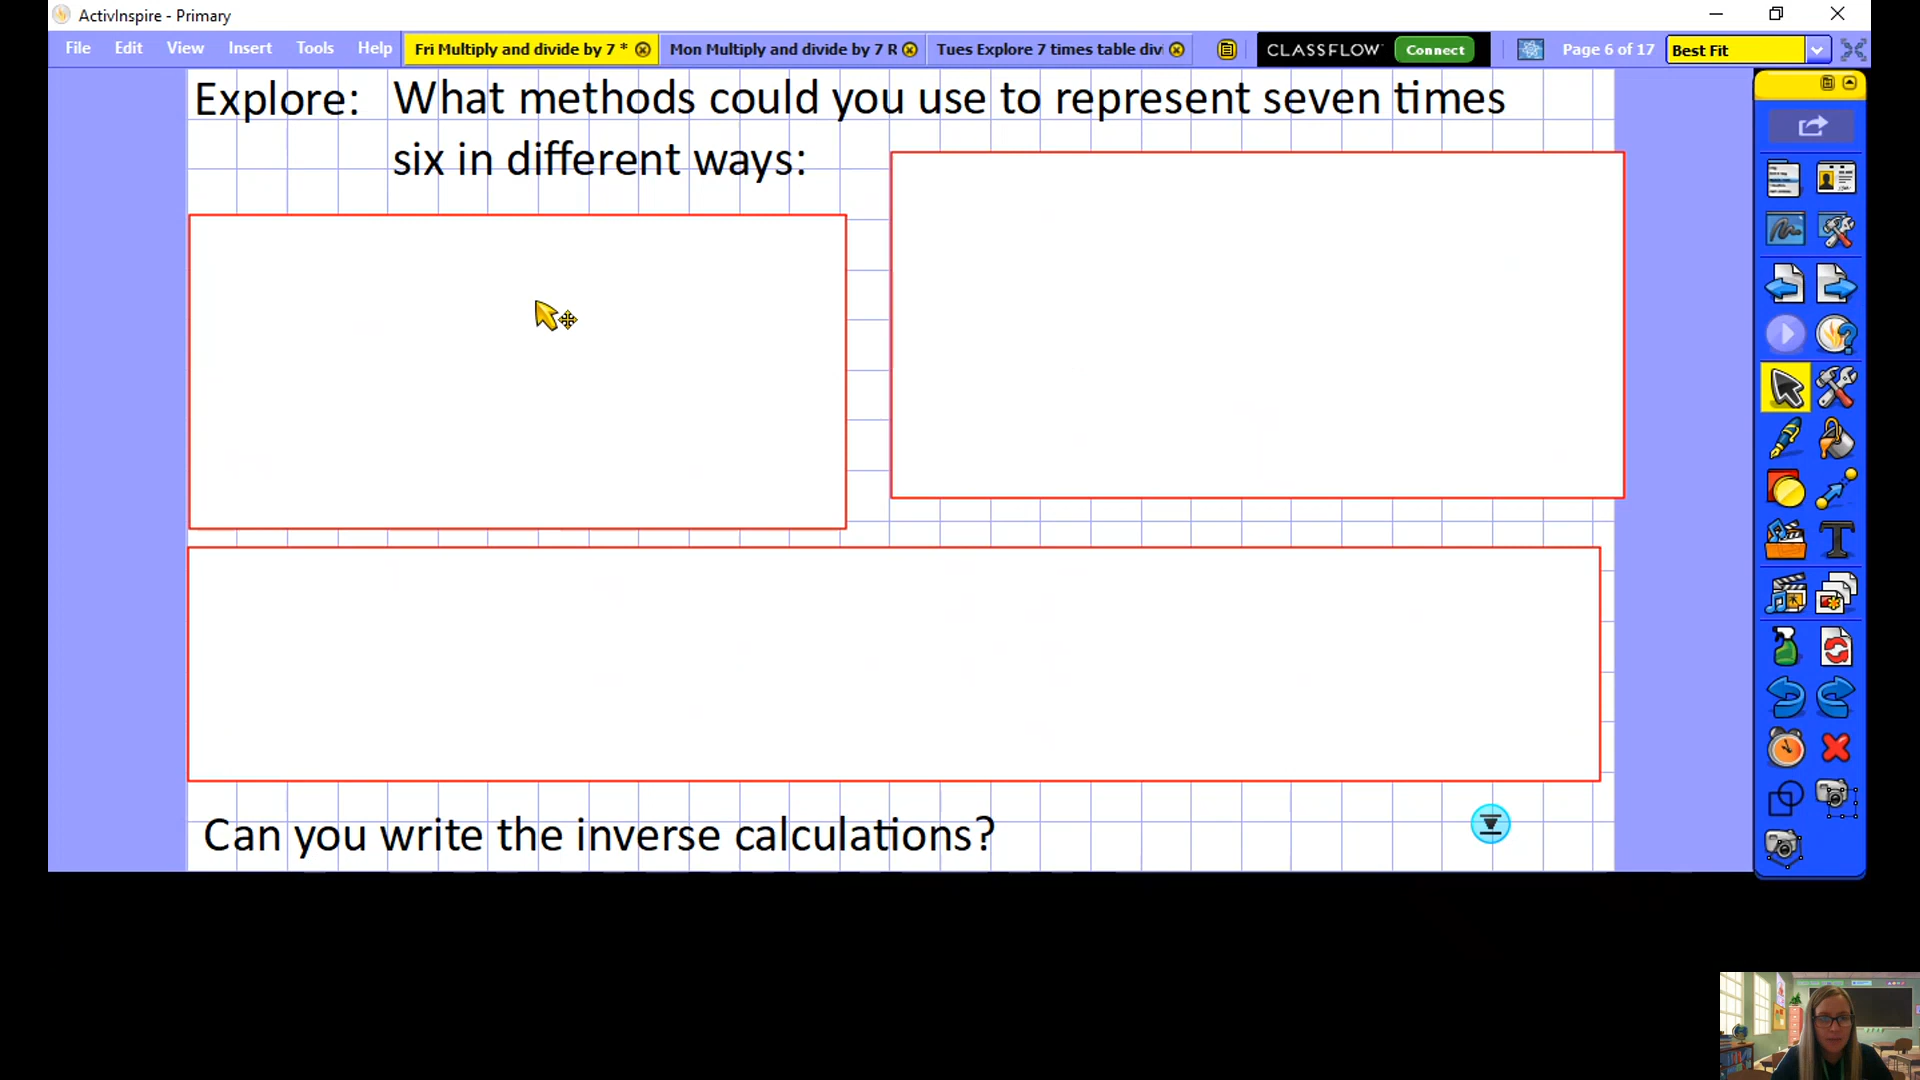 ActivInspire - Primary
File Edit View Insert Tools Help
Fri Multiply and divide by 7 *
Mon Multiply and divide by 7 R
Tues Explore 7 times table divi
CLASSFLOW
Connect
Page 6 of 17
Best Fit
Explore: What methods could you use to represent seven times
six in different ways:
Can you write the inverse calculations?